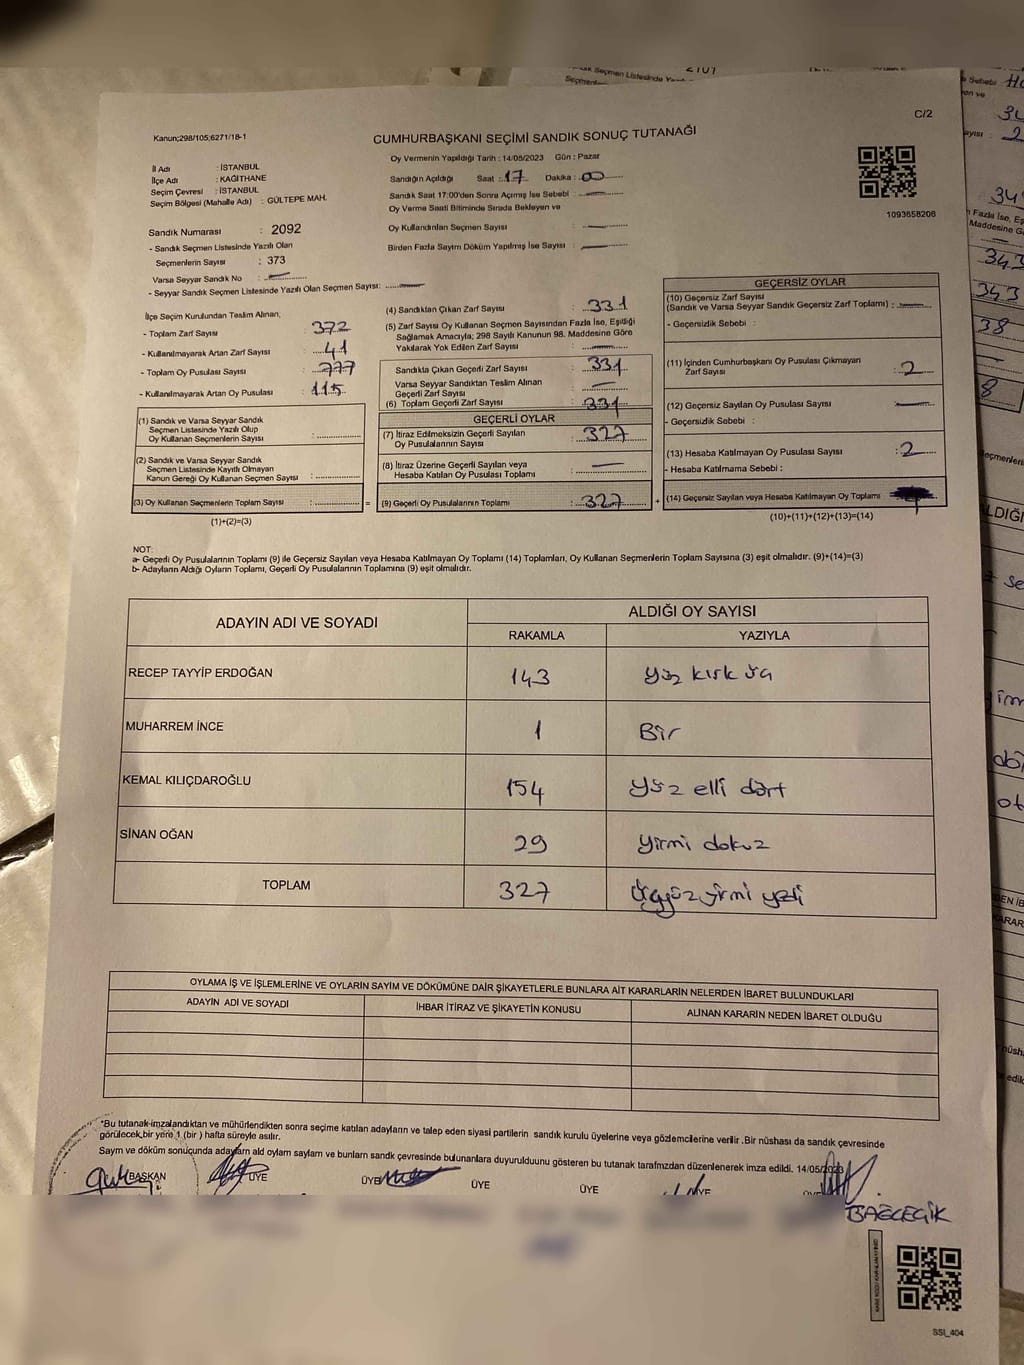 Kanun;298/105;6271/18-1
C/2
CUMHURBAŞKANI SEÇİMİ SANDIK SONUÇ TUTANAĞI
İl Adı : İSTANBUL
İlçe Adı : KAĞITHANE
Seçim Çevresi : İSTANBUL
Seçim Bölgesi (Mahalle Adı) : GÜLTEPE MAH.
Oy Vermenin Yapıldığı Tarih : 14/05/2023 Gün : Pazar
Sandığın Açıldığı Saat : 17 Dakika : 00
Sandık Saat 17:00'den Sonra Açılmış İse Sebebi :
Oy Verme Saati Bitiminde Sırada Bekleyen ve
Oy Kullandırılan Seçmen Sayısı :
Birden Fazla Sayım Döküm Yapılmış İse Sayısı :
1093658206
Sandık Numarası : 2092
- Sandık Seçmen Listesinde Yazılı Olan
Seçmenlerin Sayısı : 373
Varsa Seyyar Sandık No :
- Seyyar Sandık Seçmen Listesinde Yazılı Olan Seçmen Sayısı:
İlçe Seçim Kurulundan Teslim Alınan;
- Toplam Zarf Sayısı : 372
- Kullanılmayarak Artan Zarf Sayısı : 41
- Toplam Oy Pusulası Sayısı : 777
- Kullanılmayarak Artan Oy Pusulası : 115
(1) Sandık ve Varsa Seyyar Sandık
Seçmen Listesinde Yazılı Olup
Oy Kullanan Seçmenlerin Sayısı :
(2) Sandık ve Varsa Seyyar Sandık
Seçmen Listesinde Kayıtlı Olmayan
Kanun Gereği Oy Kullanan Seçmen Sayısı :
(3) Oy Kullanan Seçmenlerin Toplam Sayısı : =
(1)+(2)=(3)
(4) Sandıktan Çıkan Zarf Sayısı : 331
(5) Zarf Sayısı Oy Kullanan Seçmen Sayısından Fazla İse, Eşitliği
Sağlamak Amacıyla; 298 Sayılı Kanunun 98. Maddesine Göre
Yakılarak Yok Edilen Zarf Sayısı :
Sandıkta Çıkan Geçerli Zarf Sayısı : 331
Varsa Seyyar Sandıktan Teslim Alınan
Geçerli Zarf Sayısı :
(6) Toplam Geçerli Zarf Sayısı : 331
GEÇERLİ OYLAR
(7) İtiraz Edilmeksizin Geçerli Sayılan
Oy Pusulalarının Sayısı : 327
(8) İtiraz Üzerine Geçerli Sayılan veya
Hesaba Katılan Oy Pusulası Toplamı :
(9) Geçerli Oy Pusulalarının Toplamı : 327 +
GEÇERSİZ OYLAR
(10) Geçersiz Zarf Sayısı
(Sandık ve Varsa Seyyar Sandık Geçersiz Zarf Toplamı) :
- Geçersizlik Sebebi :
(11) İçinden Cumhurbaşkanı Oy Pusulası Çıkmayan
Zarf Sayısı : 2
(12) Geçersiz Sayılan Oy Pusulası Sayısı :
- Geçersizlik Sebebi :
(13) Hesaba Katılmayan Oy Pusulası Sayısı : 2
- Hesaba Katılmama Sebebi :
(14) Geçersiz Sayılan veya Hesaba Katılmayan Oy Toplamı
(10)+(11)+(12)+(13)=(14)
NOT:
a- Geçerli Oy Pusulalarının Toplamı (9) ile Geçersiz Sayılan veya Hesaba Katılmayan Oy Toplamı (14) Toplamları, Oy Kullanan Seçmenlerin Toplam Sayısına (3) eşit olmalıdır. (9)+(14)=(3)
b- Adayların Aldığı Oyların Toplamı, Geçerli Oy Pusulalarının Toplamına (9) eşit olmalıdır.
ADAYIN ADI VE SOYADI
ALDIĞI OY SAYISI
RAKAMLA YAZIYLA
RECEP TAYYİP ERDOĞAN 143 Yüz kırk üç
MUHARREM İNCE 1 Bir
KEMAL KILIÇDAROĞLU 154 Yüz elli dört
SİNAN OĞAN 29 yirmi dokuz
TOPLAM 327 Üçyüz yirmi yedi
OYLAMA İŞ VE İŞLEMLERİNE VE OYLARIN SAYIM VE DÖKÜMÜNE DAİR ŞİKAYETLERLE BUNLARA AİT KARARLARIN NELERDEN İBARET BULUNDUKLARI
ADAYIN ADI VE SOYADI İHBAR İTİRAZ VE ŞİKAYETİN KONUSU ALINAN KARARIN NEDEN İBARET OLDUĞU
*Bu tutanak imzalandıktan ve mühürlendikten sonra seçime katılan adayların ve talep eden siyasi partilerin sandık kurulu üyelerine veya gözlemcilerine verilir .Bir nüshası da sandık çevresinde
görülecek,bir yere 1 (bir ) hafta süreyle asılır.
Sayım ve döküm sonucunda adayların aldı oyların sayıları ve bunların sandık çevresinde bulunanlara duyurulduunu gösteren bu tutanak tarafımızdan düzenlenerek imza edildi. 14/05/2023
BAŞKAN ÜYE ÜYE ÜYE ÜYE ÜYE ÜYE
BAĞLEGİK
SSI_404